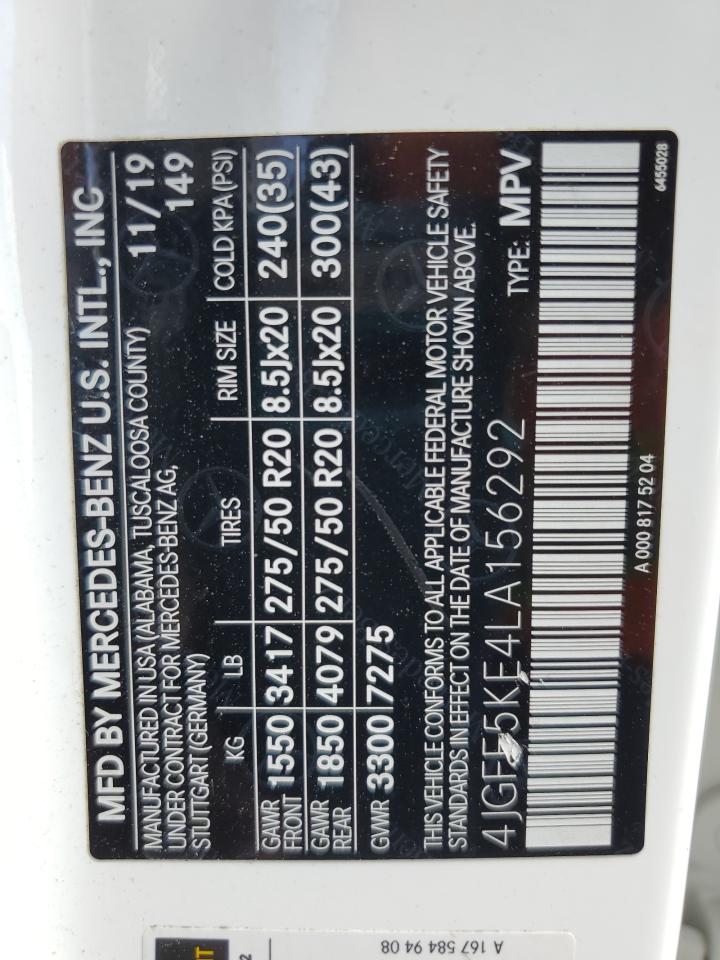 MFD BY MERCEDES-BENZ U.S. INTL., INC
MANUFACTURED IN USA (ALABAMA, TUSCALOOSA COUNTY) 11/19
UNDER CONTRACT FOR MERCEDES-BENZ AG, 149
STUTTGART (GERMANY)
KG LB TIRES RIM SIZE COLD KPA (PSI)
GAWR FRONT 1550 3417 275/50 R20 8.5Jx20 240(35)
GAWR REAR 1850 4079 275/50 R20 8.5Jx20 300(43)
GVWR 3300 7275
THIS VEHICLE CONFORMS TO ALL APPLICABLE FEDERAL MOTOR VEHICLE SAFETY
STANDARDS IN EFFECT ON THE DATE OF MANUFACTURE SHOWN ABOVE.
4JGFF5KE4LA156292 TYPE: MPV
A 000 817 52 04 6455028
A 167 584 94 08